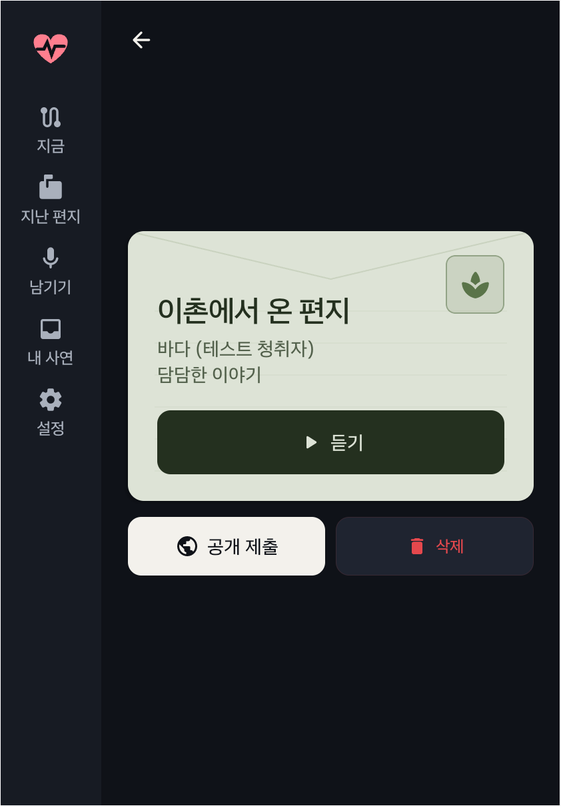 지금
지난 편지
남기기
내 사연
설정
이촌에서 온 편지
바다 (테스트 청취자)
담담한 이야기
듣기
공개 제출
삭제